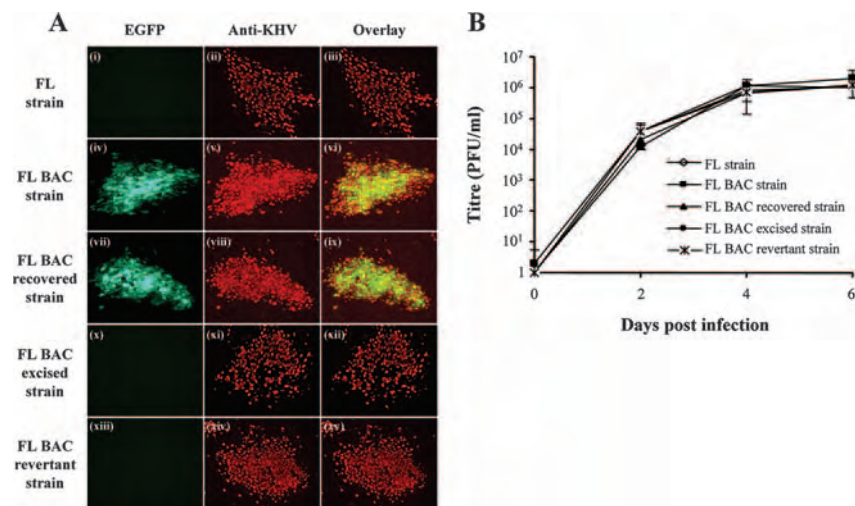 A
EGFP
Anti-KHV
Overlay
FL
strain
(i)
(ii)
(iii)
FL BAC
strain
(iv)
(v)
(vi)
FL BAC
recovered
strain
(vii)
(viii)
(ix)
FL BAC
excised
strain
(x)
(xi)
(xii)
FL BAC
revertant
strain
(xiii)
(xiv)
(xv)
B
Titre (PFU/ml)
10⁷
10⁶
10⁵
10⁴
10³
10²
10¹
1
FL strain
FL BAC strain
FL BAC recovered strain
FL BAC excised strain
FL BAC revertant strain
0
2
4
6
Days post infection